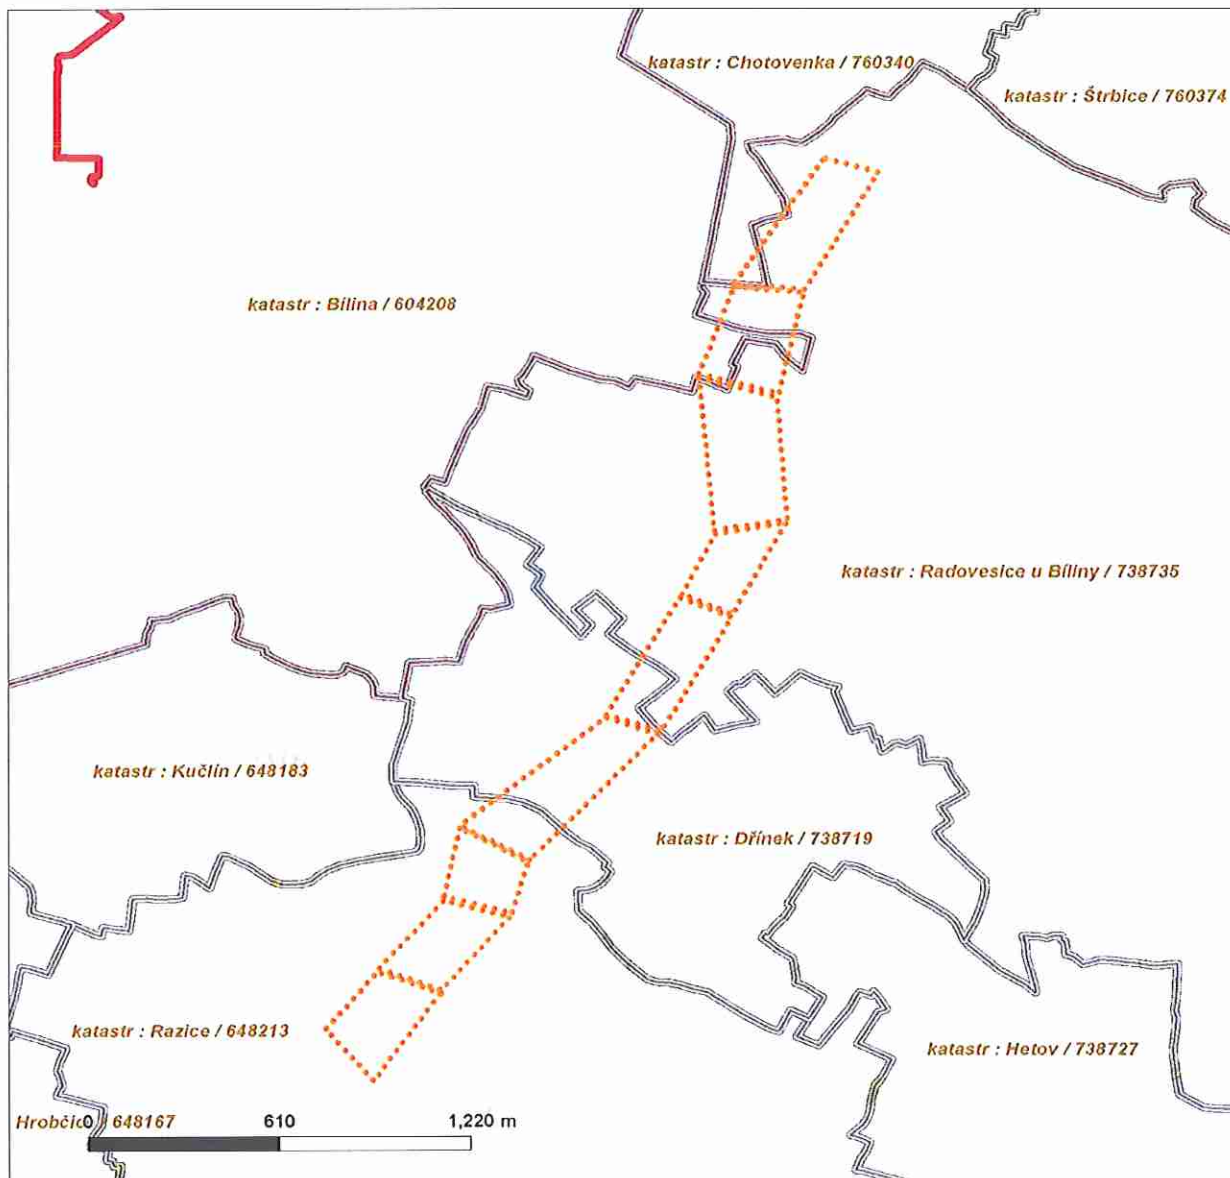 katastr : Chotovenka / 760340
katastr : Štrbice / 760374
katastr : Bílina / 604208
katastr : Radovesice u Bíliny / 738735
katastr : Kučlín / 648183
katastr : Dřínek / 738719
katastr : Razice / 648213
katastr : Hetov / 738727
648167
0 610 1,220 m